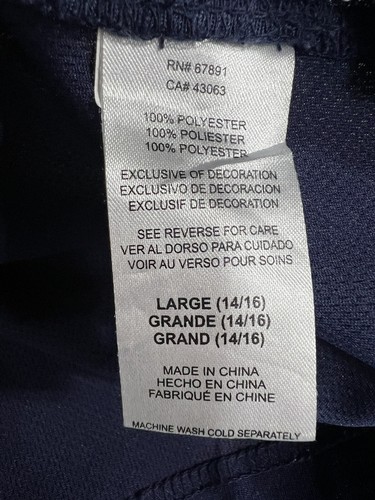 RN# 67891
CA# 43063
100% POLYESTER
100% POLIESTER
100% POLYESTER
EXCLUSIVE OF DECORATION
EXCLUSIVO DE DECORACION
EXCLUSIF DE DECORATION
SEE REVERSE FOR CARE
VER AL DORSO PARA CUIDADO
VOIR AU VERSO POUR SOINS
LARGE (14/16)
GRANDE (14/16)
GRAND (14/16)
MADE IN CHINA
HECHO EN CHINA
FABRIQUÉ EN CHINE
MACHINE WASH COLD SEPARATELY